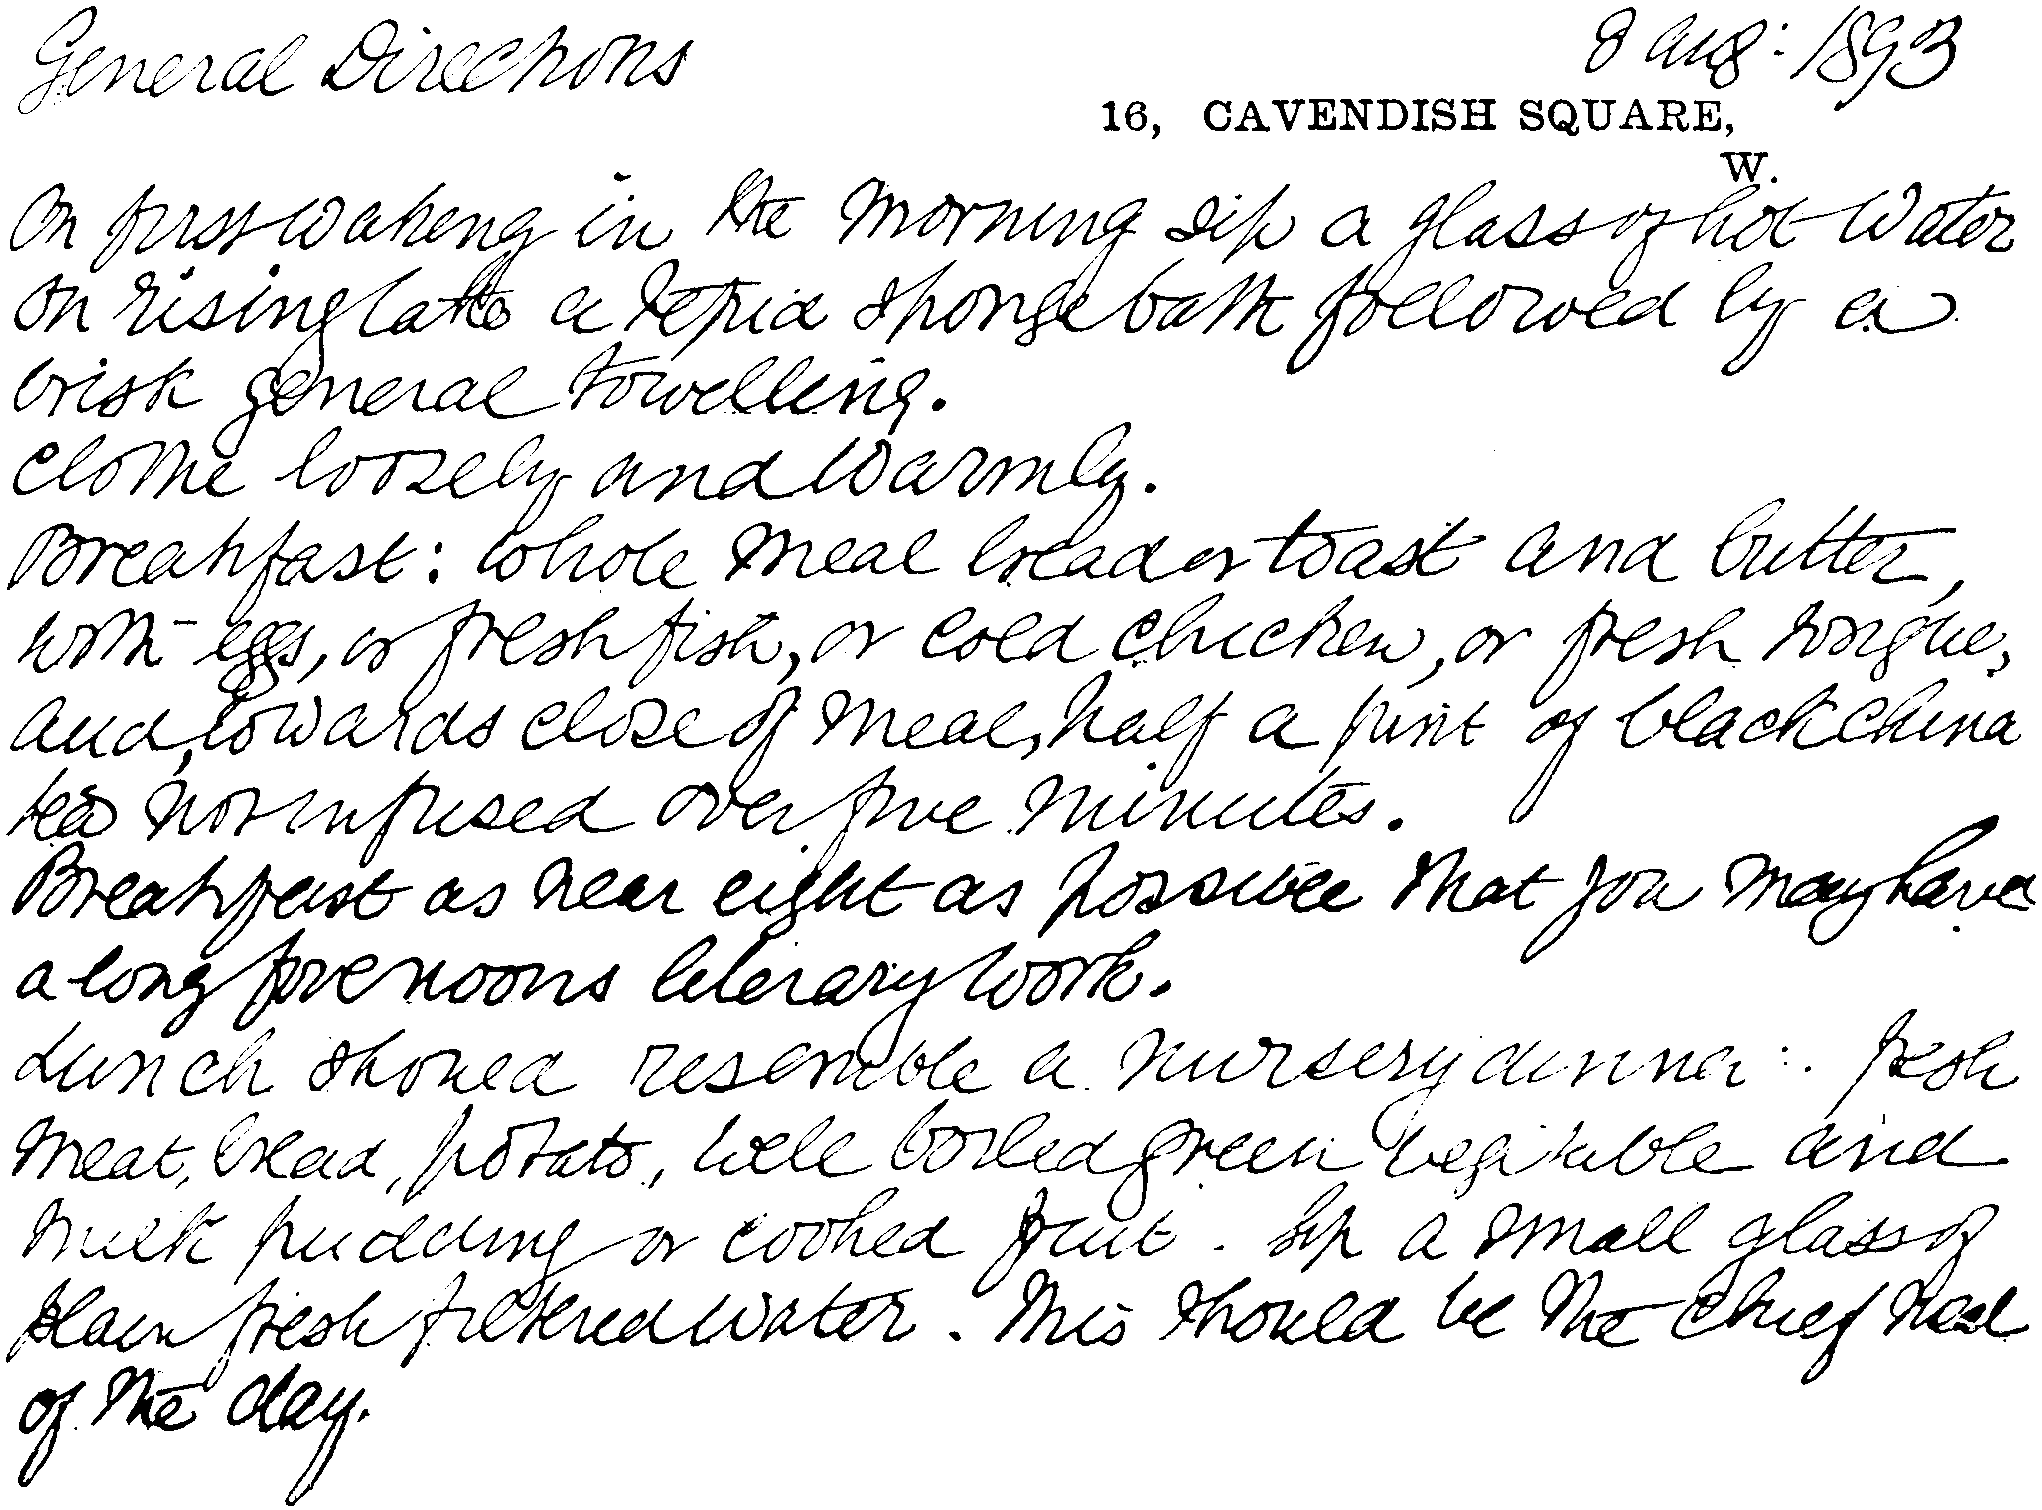 General Directions 8 Aug: 1893
16, CAVENDISH SQUARE,
W.
On first waking in the morning sip a glass of hot water
On rising take a tepid sponge bath followed by a
brisk general towelling.
Clothe loosely and warmly.
Breakfast: whole meal bread or toast and butter,
with eggs, or fresh fish, or cold chicken, or fresh tongue,
and, towards close of meal, half a pint of black China
tea not infused over five minutes.
Breakfast as near eight as possible that you may have
a long forenoons literary work.
Lunch should resemble a nursery dinner: fresh
meat, bread, potato, well boiled green vegitable and
milk pudding or cooked fruit. Sip a small glass of
plain fresh filtered water. This should be the chief meal
of the day.